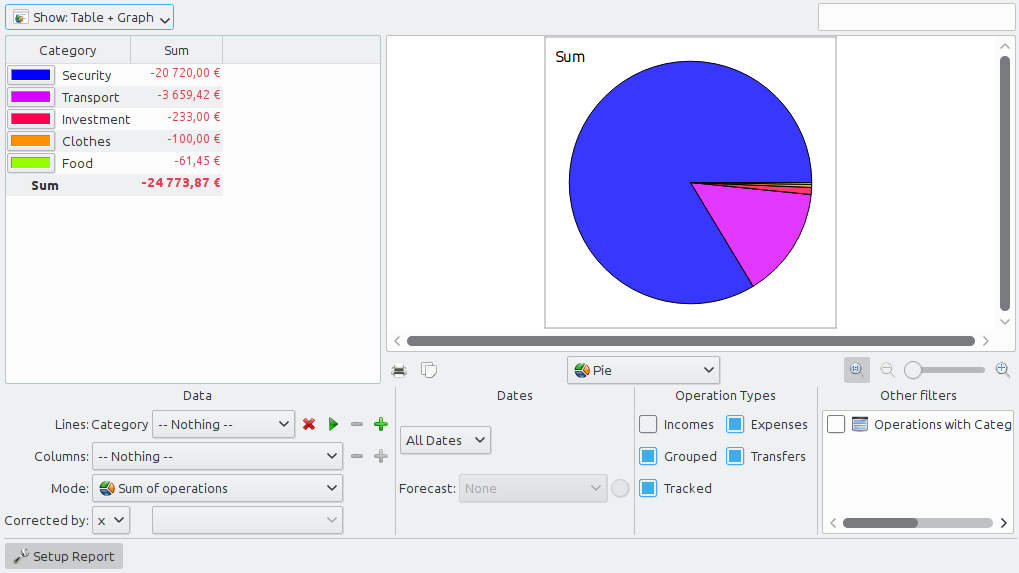 Show: Table + Graph
Category Sum
Security -20 720,00 €
Transport -3 659,42 €
Investment -233,00 €
Clothes -100,00 €
Food -61,45 €
Sum -24 773,87 €
Sum
Pie
Data
Lines: Category -- Nothing --
Columns: -- Nothing --
Mode: Sum of operations
Corrected by: x
Dates
All Dates
Forecast: None
Operation Types
Incomes Expenses
Grouped Transfers
Tracked
Other filters
Operations with Categ
Setup Report